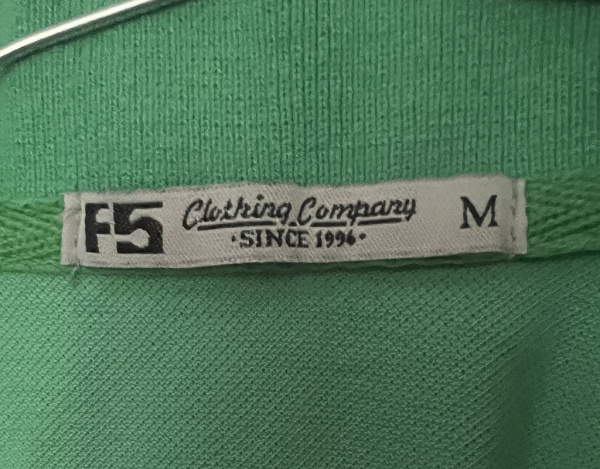 F5 Clothing Company M
·SINCE 1996·